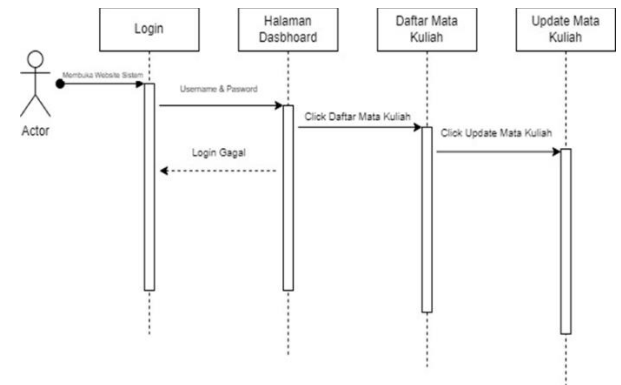 Login
Halaman
Dasbhoard
Daftar Mata
Kuliah
Update Mata
Kuliah
Membuka Website Sistem
Username & Pasword
Click Daftar Mata Kuliah
Click Update Mata Kuliah
Login Gagal
Actor